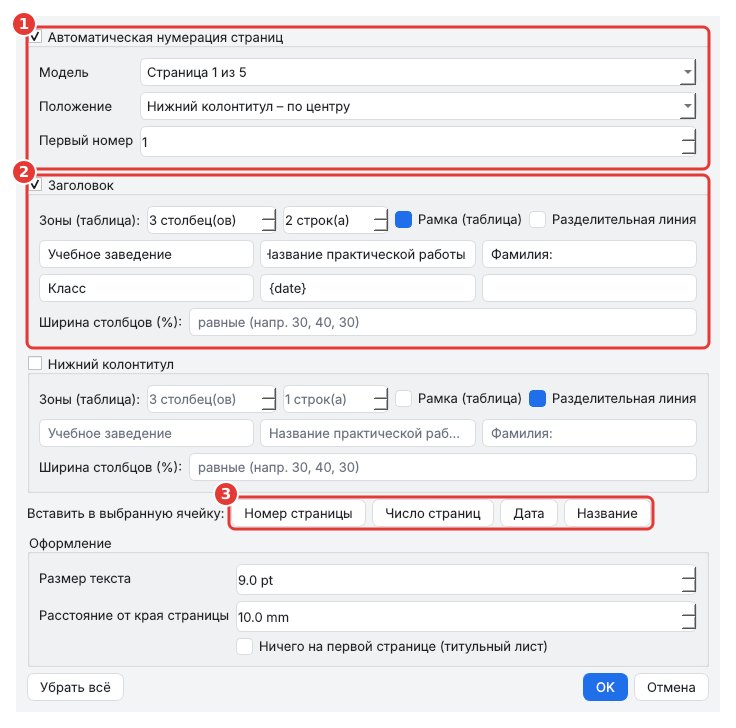 1
Автоматическая нумерация страниц
Модель Страница 1 из 5
Положение Нижний колонтитул – по центру
Первый номер 1
2
Заголовок
Зоны (таблица): 3 столбец(ов) 2 строк(а) Рамка (таблица) Разделительная линия
Учебное заведение Название практической работы Фамилия:
Класс {date}
Ширина столбцов (%): равные (напр. 30, 40, 30)
Нижний колонтитул
Зоны (таблица): 3 столбец(ов) 1 строк(а) Рамка (таблица) Разделительная линия
Учебное заведение Название практической раб... Фамилия:
Ширина столбцов (%): равные (напр. 30, 40, 30)
3
Вставить в выбранную ячейку: Номер страницы Число страниц Дата Название
Оформление
Размер текста 9.0 pt
Расстояние от края страницы 10.0 mm
Ничего на первой странице (титульный лист)
Убрать всё OK Отмена